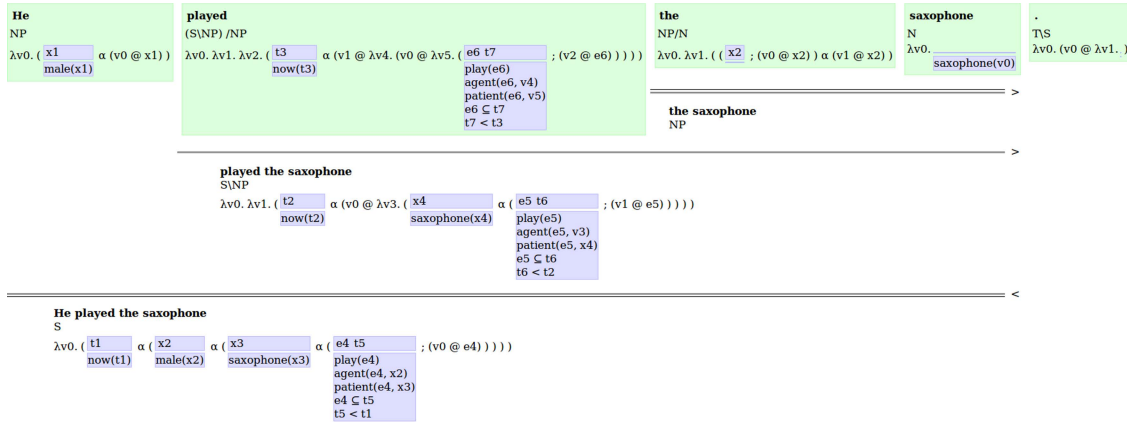 He played the saxophone .
NP (S\NP) /NP NP/N N T\S
λv0. ( x1 α (v0 @ x1) ) λv0. λv1. λv2. ( t3 α (v1 @ λv4. (v0 @ λv5. ( e6 t7 ; (v2 @ e6) ) ) ) ) λv0. λv1. ( ( x2 ; (v0 @ x2) ) α (v1 @ x2) ) λv0. λv0. (v0 @ λv1. )
male(x1) now(t3) play(e6) saxophone(v0)
agent(e6, v4)
patient(e6, v5)
e6 ⊆ t7
t7 < t3
>
the saxophone
NP
>
played the saxophone
S\NP
λv0. λv1. ( t2 α (v0 @ λv3. ( x4 α ( e5 t6 ; (v1 @ e5) ) ) ) )
now(t2) saxophone(x4) play(e5)
agent(e5, v3)
patient(e5, x4)
e5 ⊆ t6
t6 < t2
<
He played the saxophone
S
λv0. ( t1 α ( x2 α ( x3 α ( e4 t5 ; (v0 @ e4) ) ) ) )
now(t1) male(x2) saxophone(x3) play(e4)
agent(e4, x2)
patient(e4, x3)
e4 ⊆ t5
t5 < t1